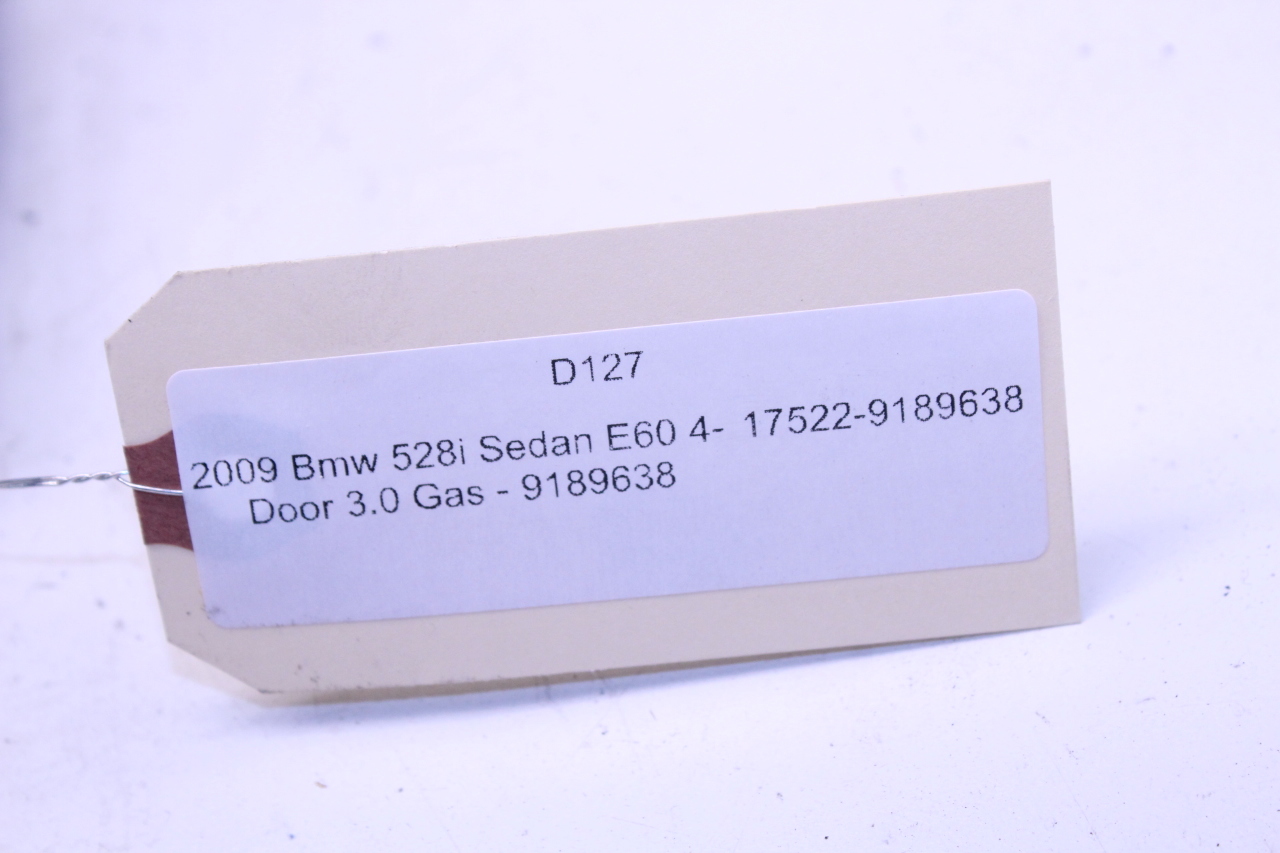 D127
2009 Bmw 528i Sedan E60 4- 17522-9189638
Door 3.0 Gas - 9189638